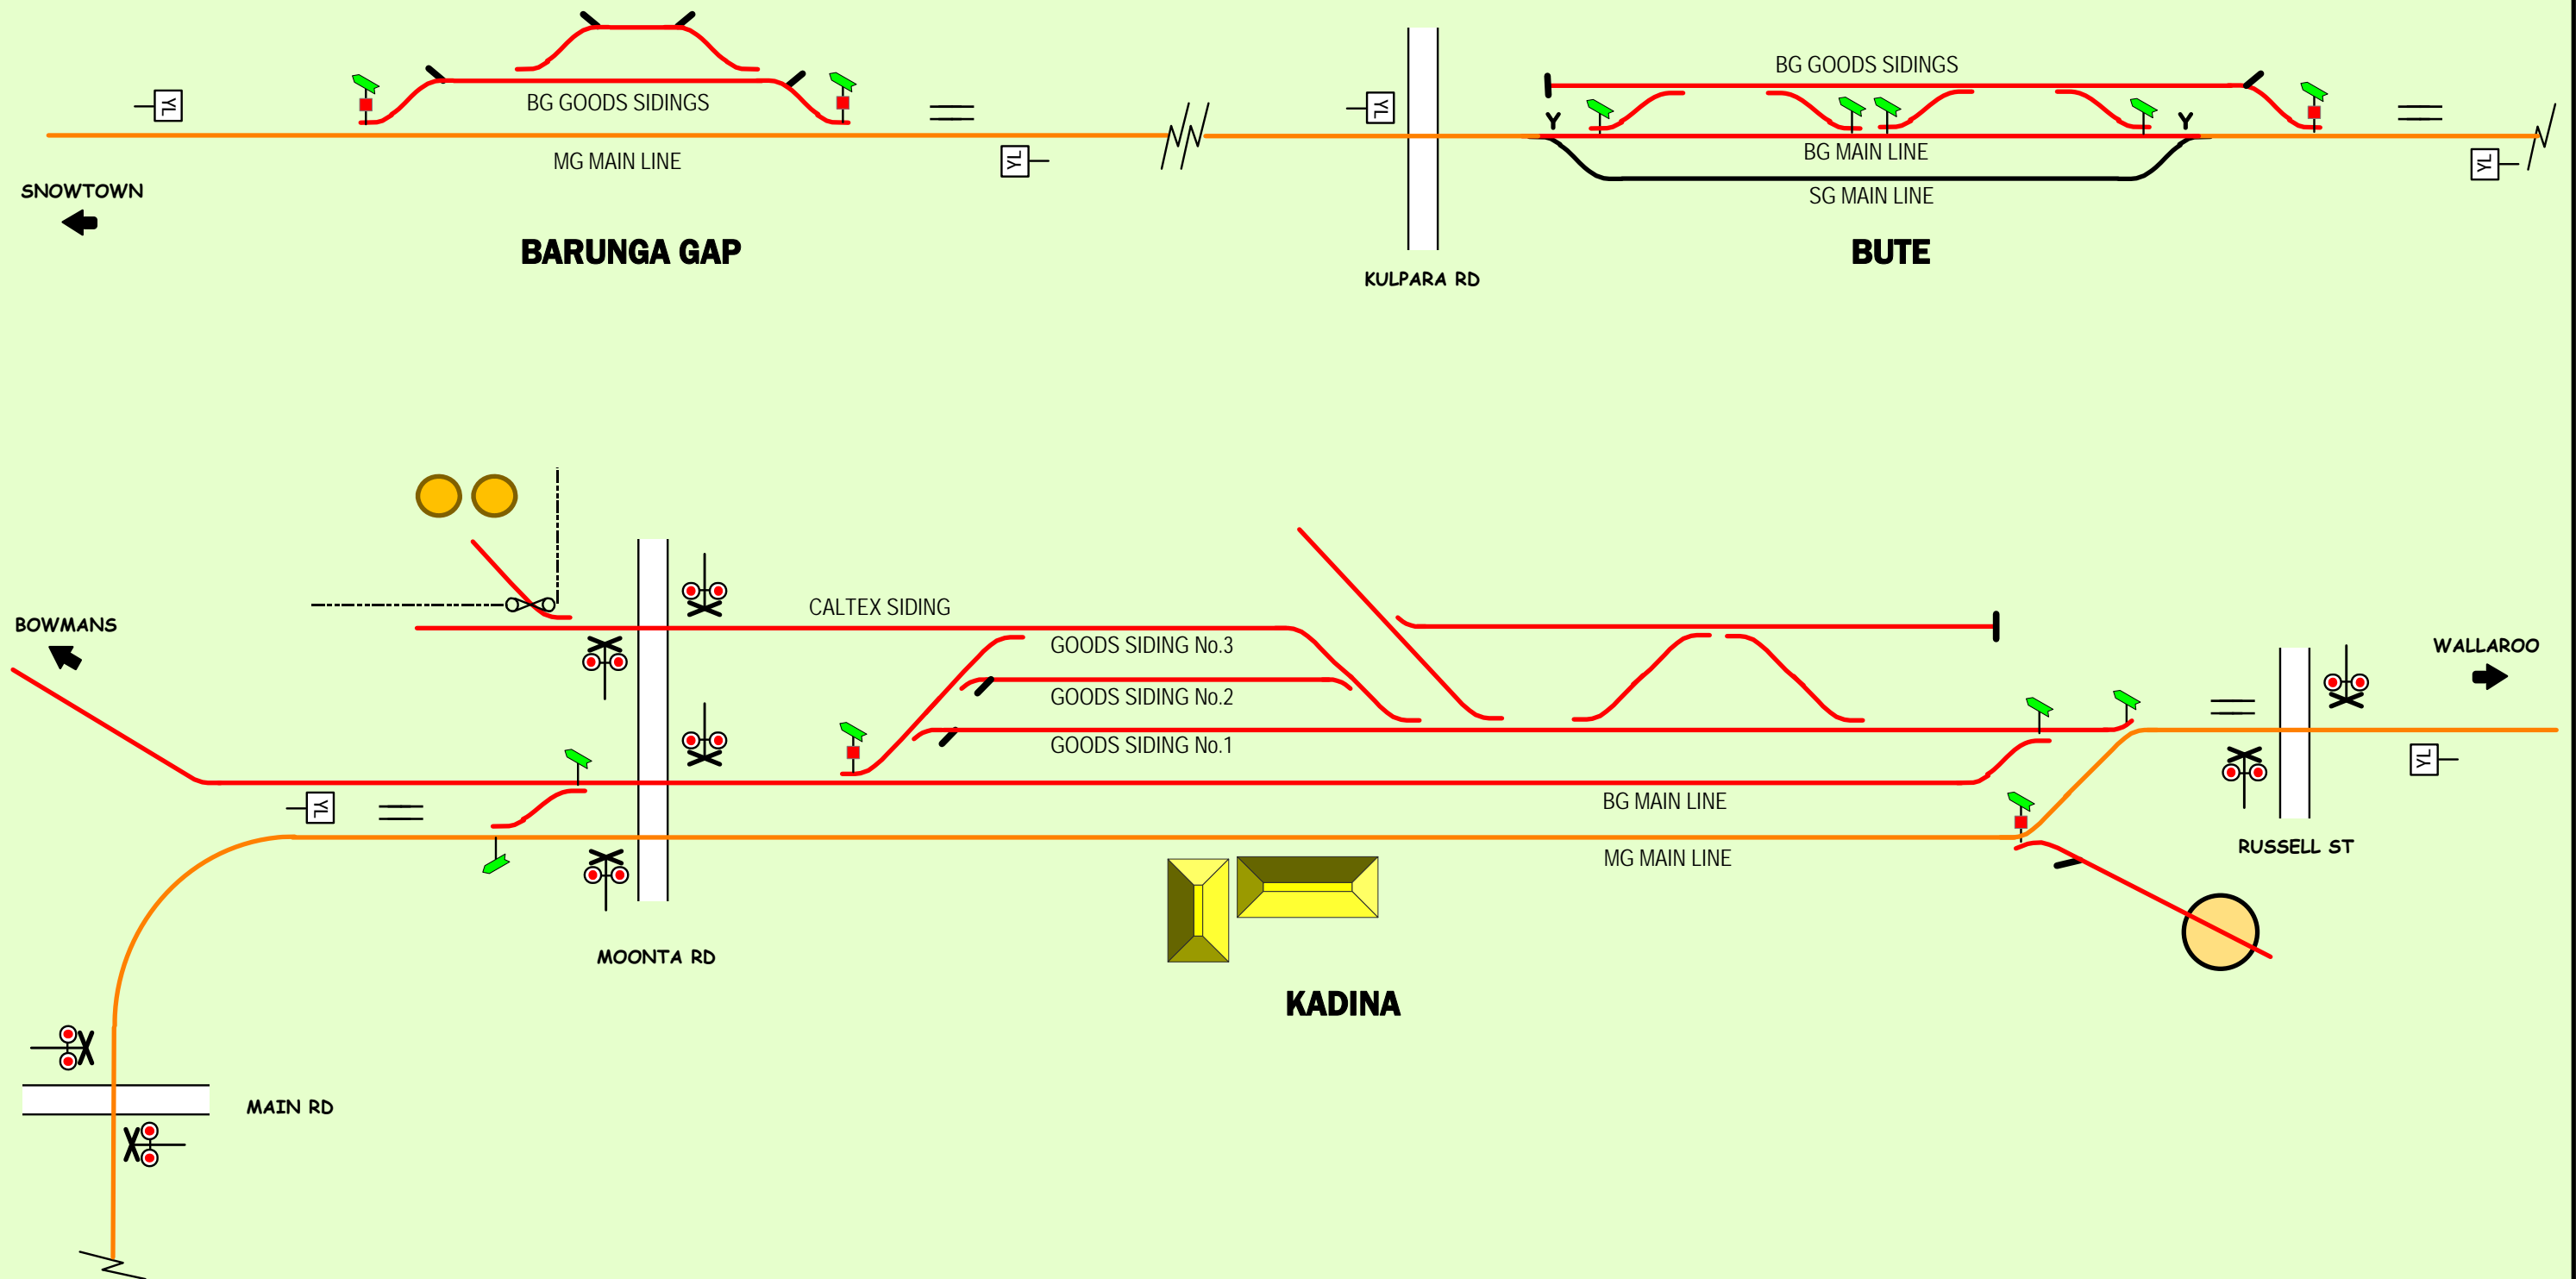 YL
BG GOODS SIDINGS
MG MAIN LINE
YL
SNOWTOWN
BARUNGA GAP
YL
KULPARA RD
BG GOODS SIDINGS
Y
Y
BG MAIN LINE
SG MAIN LINE
YL
BUTE
BOWMANS
CALTEX SIDING
GOODS SIDING No.3
GOODS SIDING No.2
GOODS SIDING No.1
WALLAROO
YL
YL
BG MAIN LINE
MG MAIN LINE
RUSSELL ST
MOONTA RD
KADINA
MAIN RD